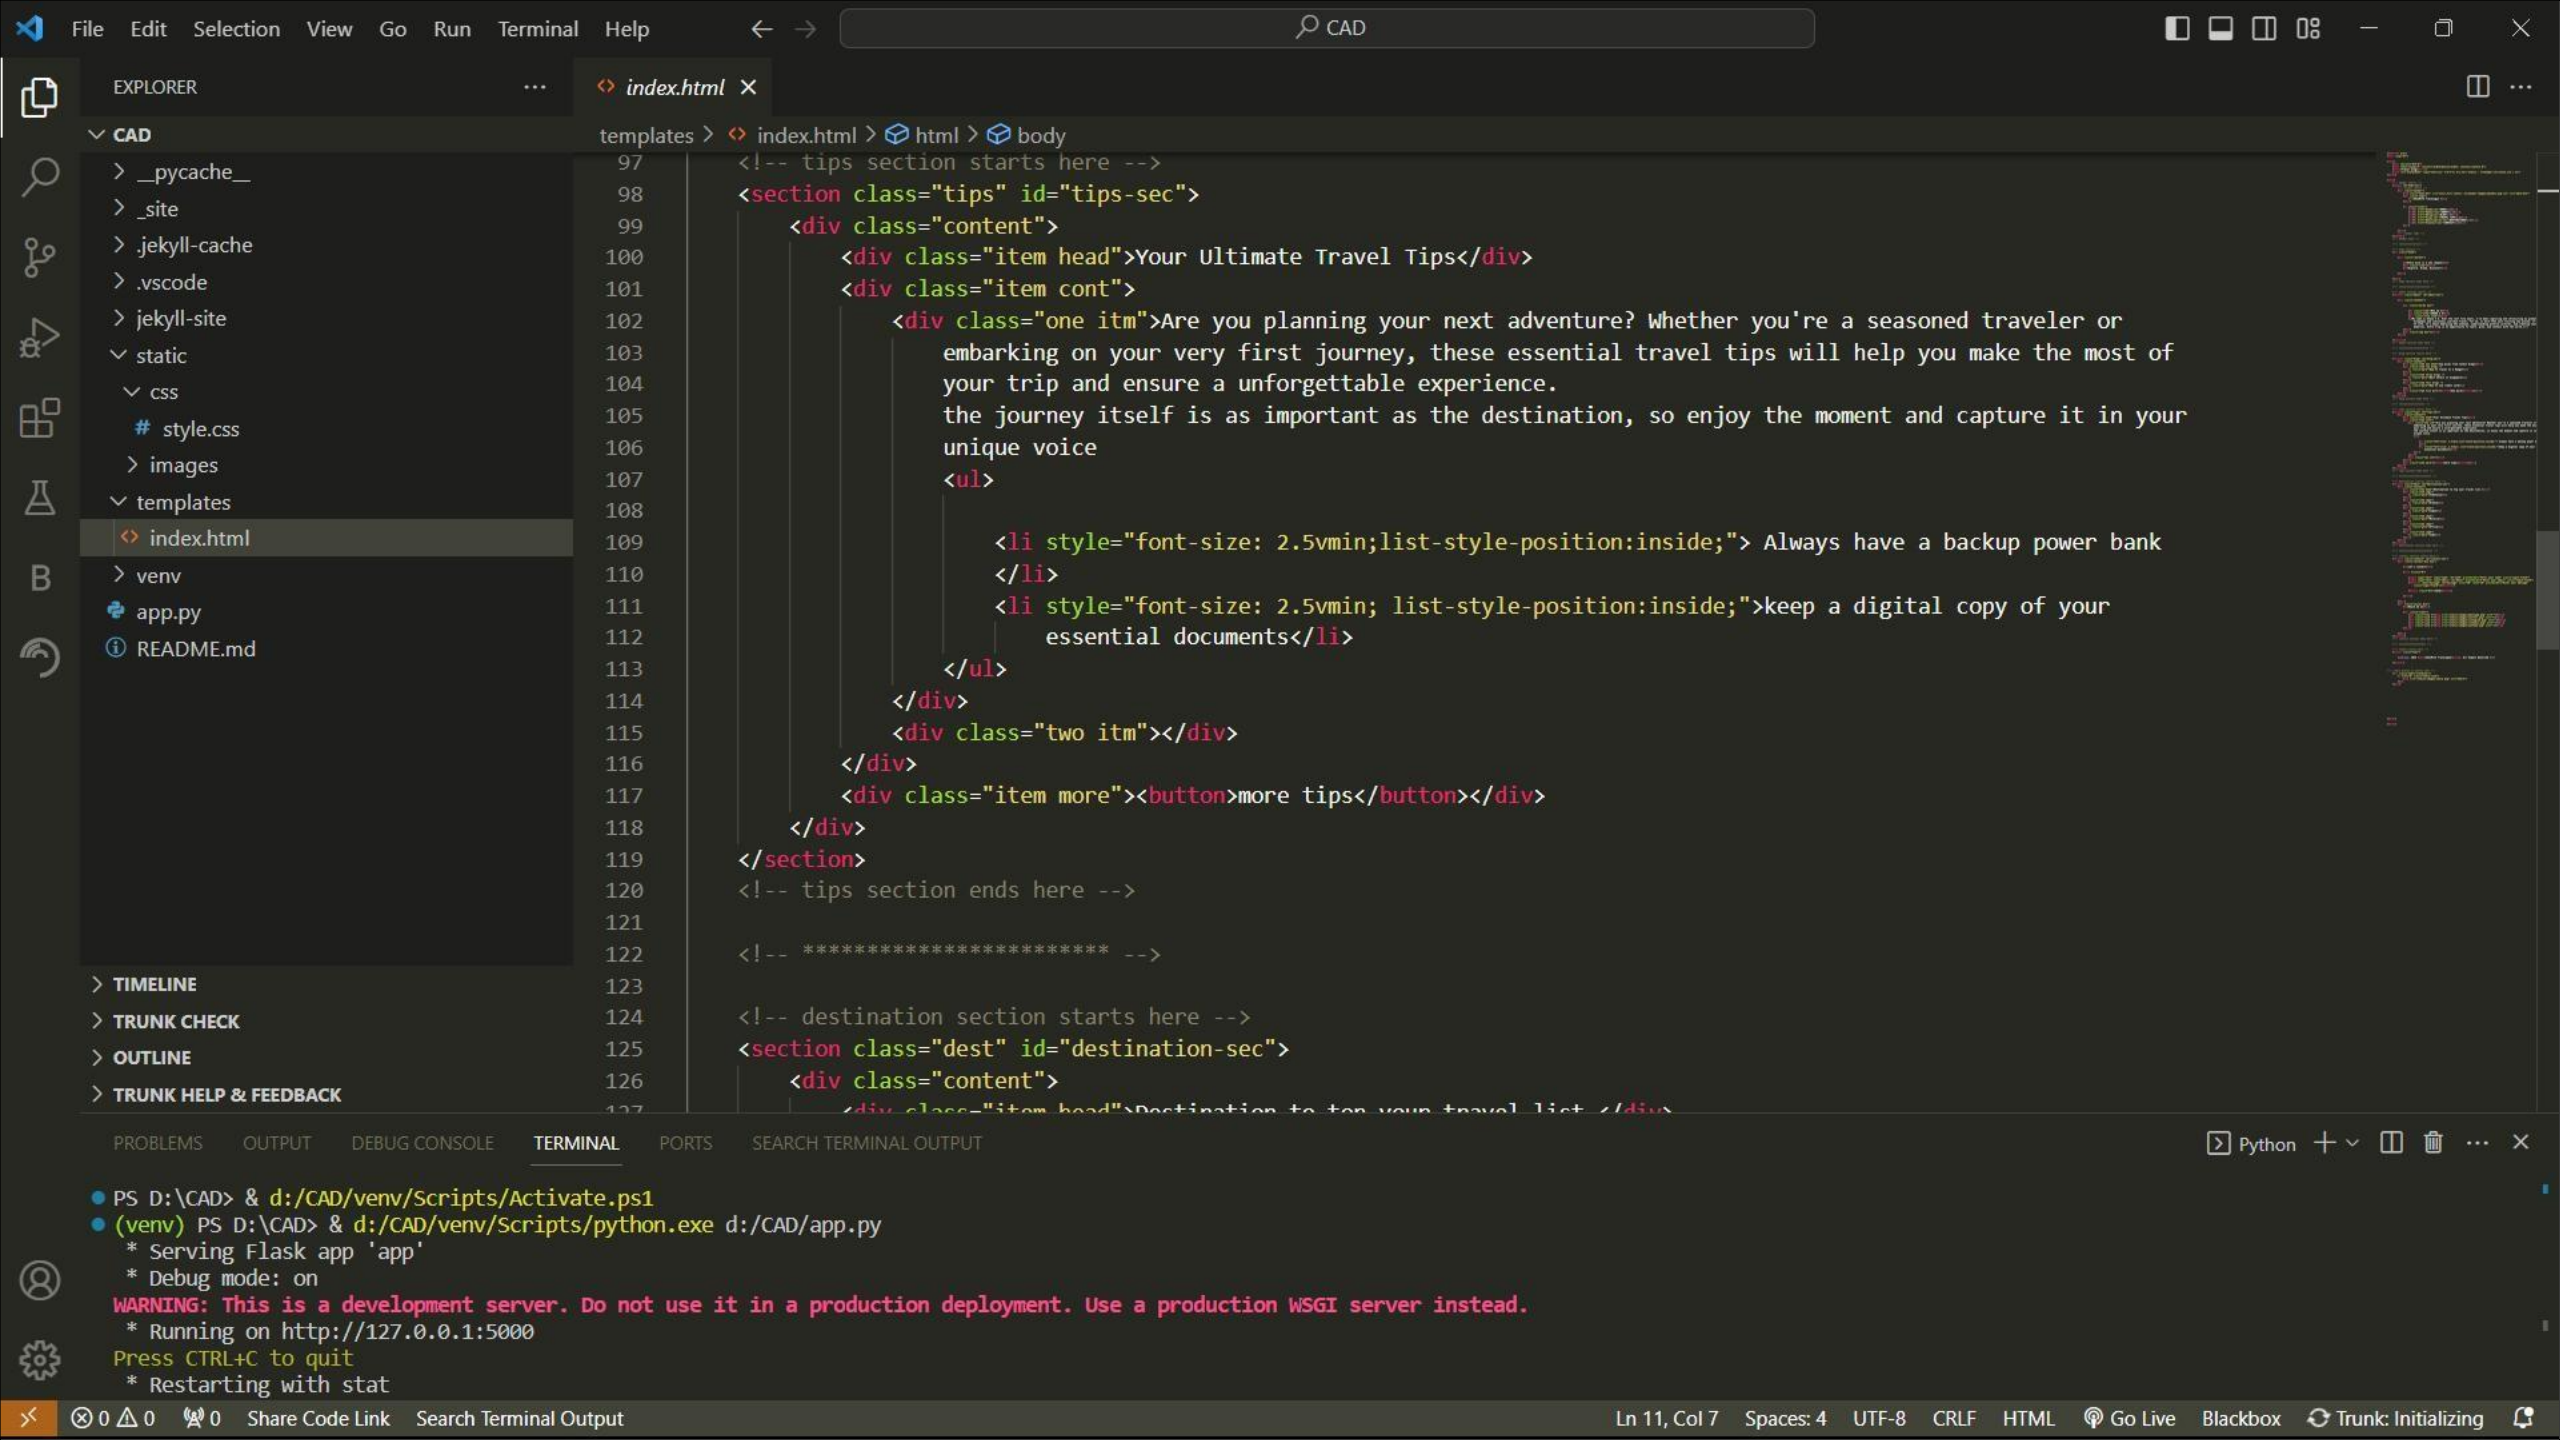 File Edit Selection View Go Run Terminal Help
CAD
EXPLORER
index.html
CAD
templates > index.html > html > body
__pycache__
_site
.jekyll-cache
.vscode
jekyll-site
static
css
# style.css
images
templates
index.html
venv
app.py
README.md
TIMELINE
TRUNK CHECK
OUTLINE
TRUNK HELP & FEEDBACK
97 <!-- tips section starts here -->
98 <section class="tips" id="tips-sec">
99 <div class="content">
100 <div class="item head">Your Ultimate Travel Tips</div>
101 <div class="item cont">
102 <div class="one itm">Are you planning your next adventure? Whether you're a seasoned traveler or
103 embarking on your very first journey, these essential travel tips will help you make the most of
104 your trip and ensure a unforgettable experience.
105 the journey itself is as important as the destination, so enjoy the moment and capture it in your
106 unique voice
107 <ul>
108
109 <li style="font-size: 2.5vmin;list-style-position:inside;"> Always have a backup power bank
110 </li>
111 <li style="font-size: 2.5vmin; list-style-position:inside;">keep a digital copy of your
112 essential documents</li>
113 </ul>
114 </div>
115 <div class="two itm"></div>
116 </div>
117 <div class="item more"><button>more tips</button></div>
118 </div>
119 </section>
120 <!-- tips section ends here -->
121
122 <!-- ************************ -->
123
124 <!-- destination section starts here -->
125 <section class="dest" id="destination-sec">
126 <div class="content">
127 <div class="item head">Destination to top your travel list </div>
PROBLEMS OUTPUT DEBUG CONSOLE TERMINAL PORTS SEARCH TERMINAL OUTPUT
Python
PS D:\CAD> & d:/CAD/venv/Scripts/Activate.ps1
(venv) PS D:\CAD> & d:/CAD/venv/Scripts/python.exe d:/CAD/app.py
* Serving Flask app 'app'
* Debug mode: on
WARNING: This is a development server. Do not use it in a production deployment. Use a production WSGI server instead.
* Running on http://127.0.0.1:5000
Press CTRL+C to quit
* Restarting with stat
0 0 0 Share Code Link Search Terminal Output Ln 11, Col 7 Spaces: 4 UTF-8 CRLF HTML Go Live Blackbox Trunk: Initializing